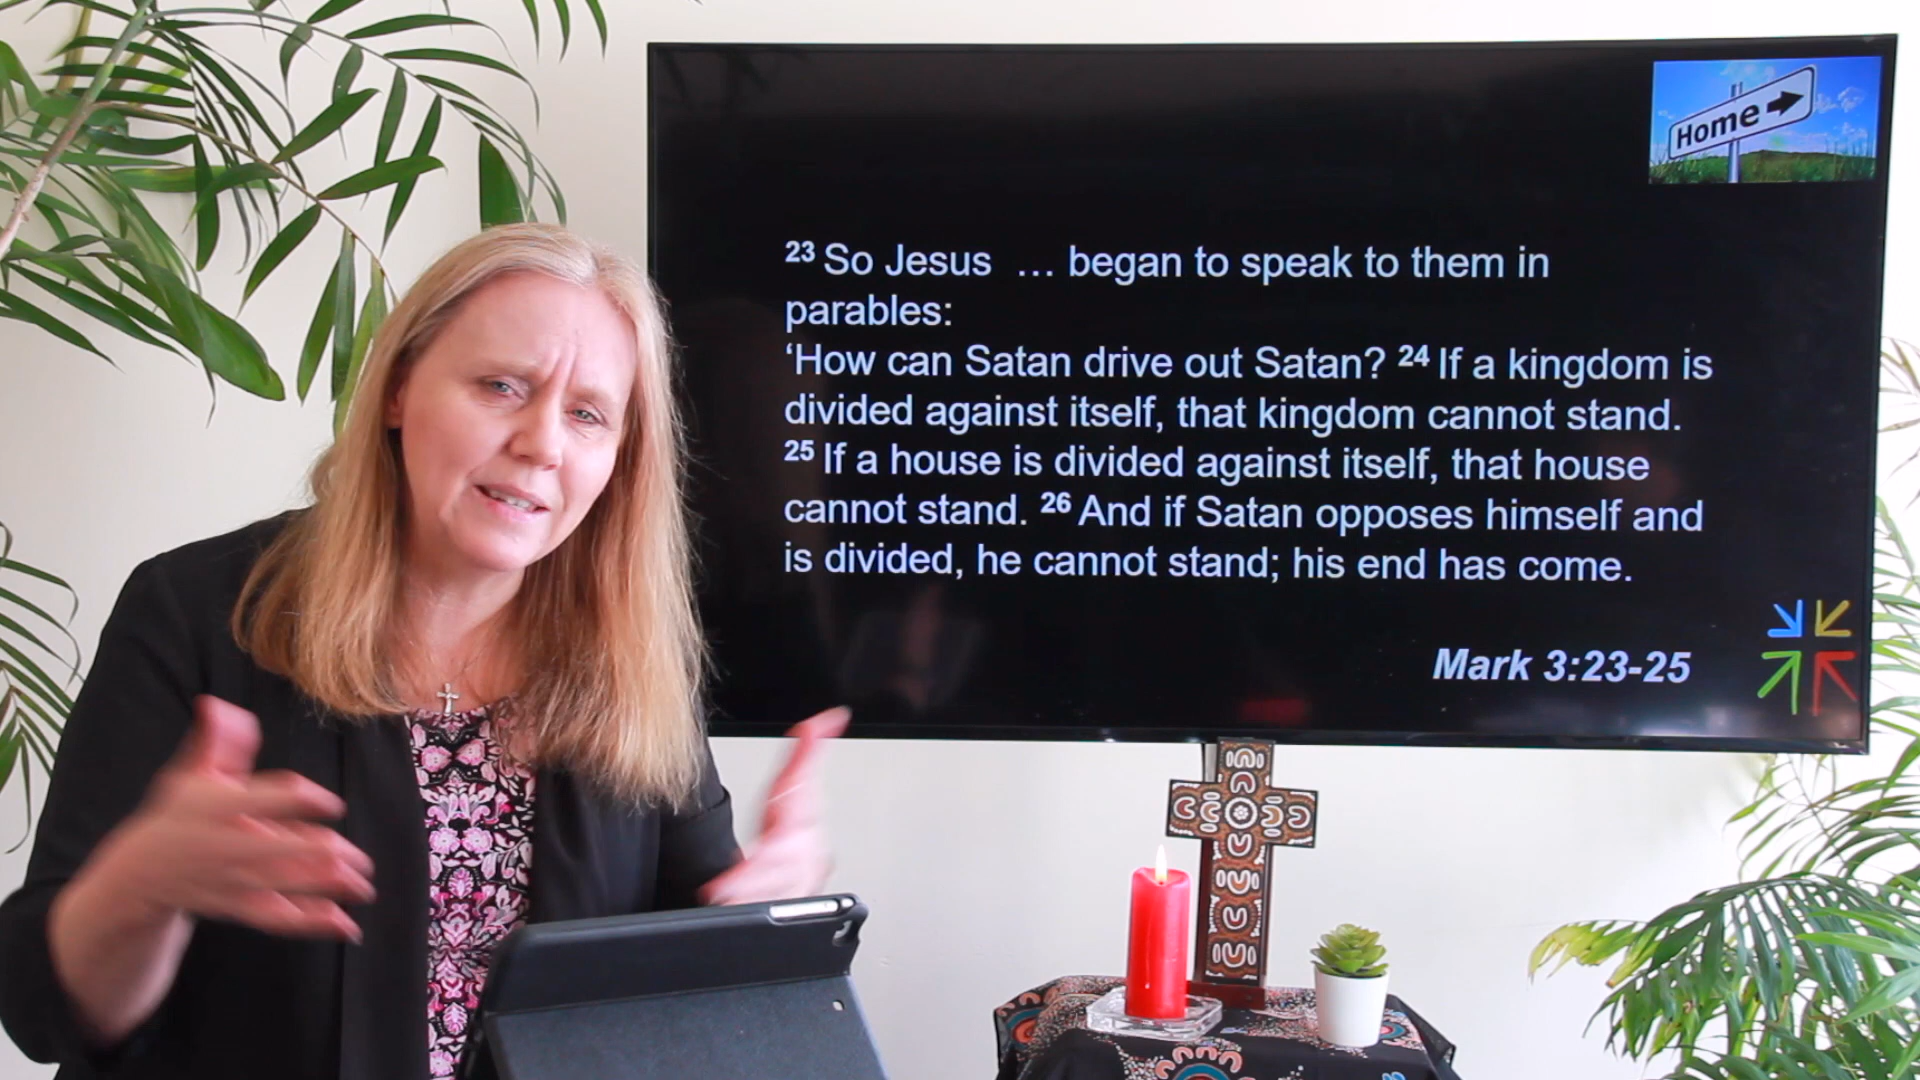 Home
23 So Jesus … began to speak to them in
parables:
‘How can Satan drive out Satan? 24 If a kingdom is
divided against itself, that kingdom cannot stand.
25 If a house is divided against itself, that house
cannot stand. 26 And if Satan opposes himself and
is divided, he cannot stand; his end has come.
Mark 3:23-25